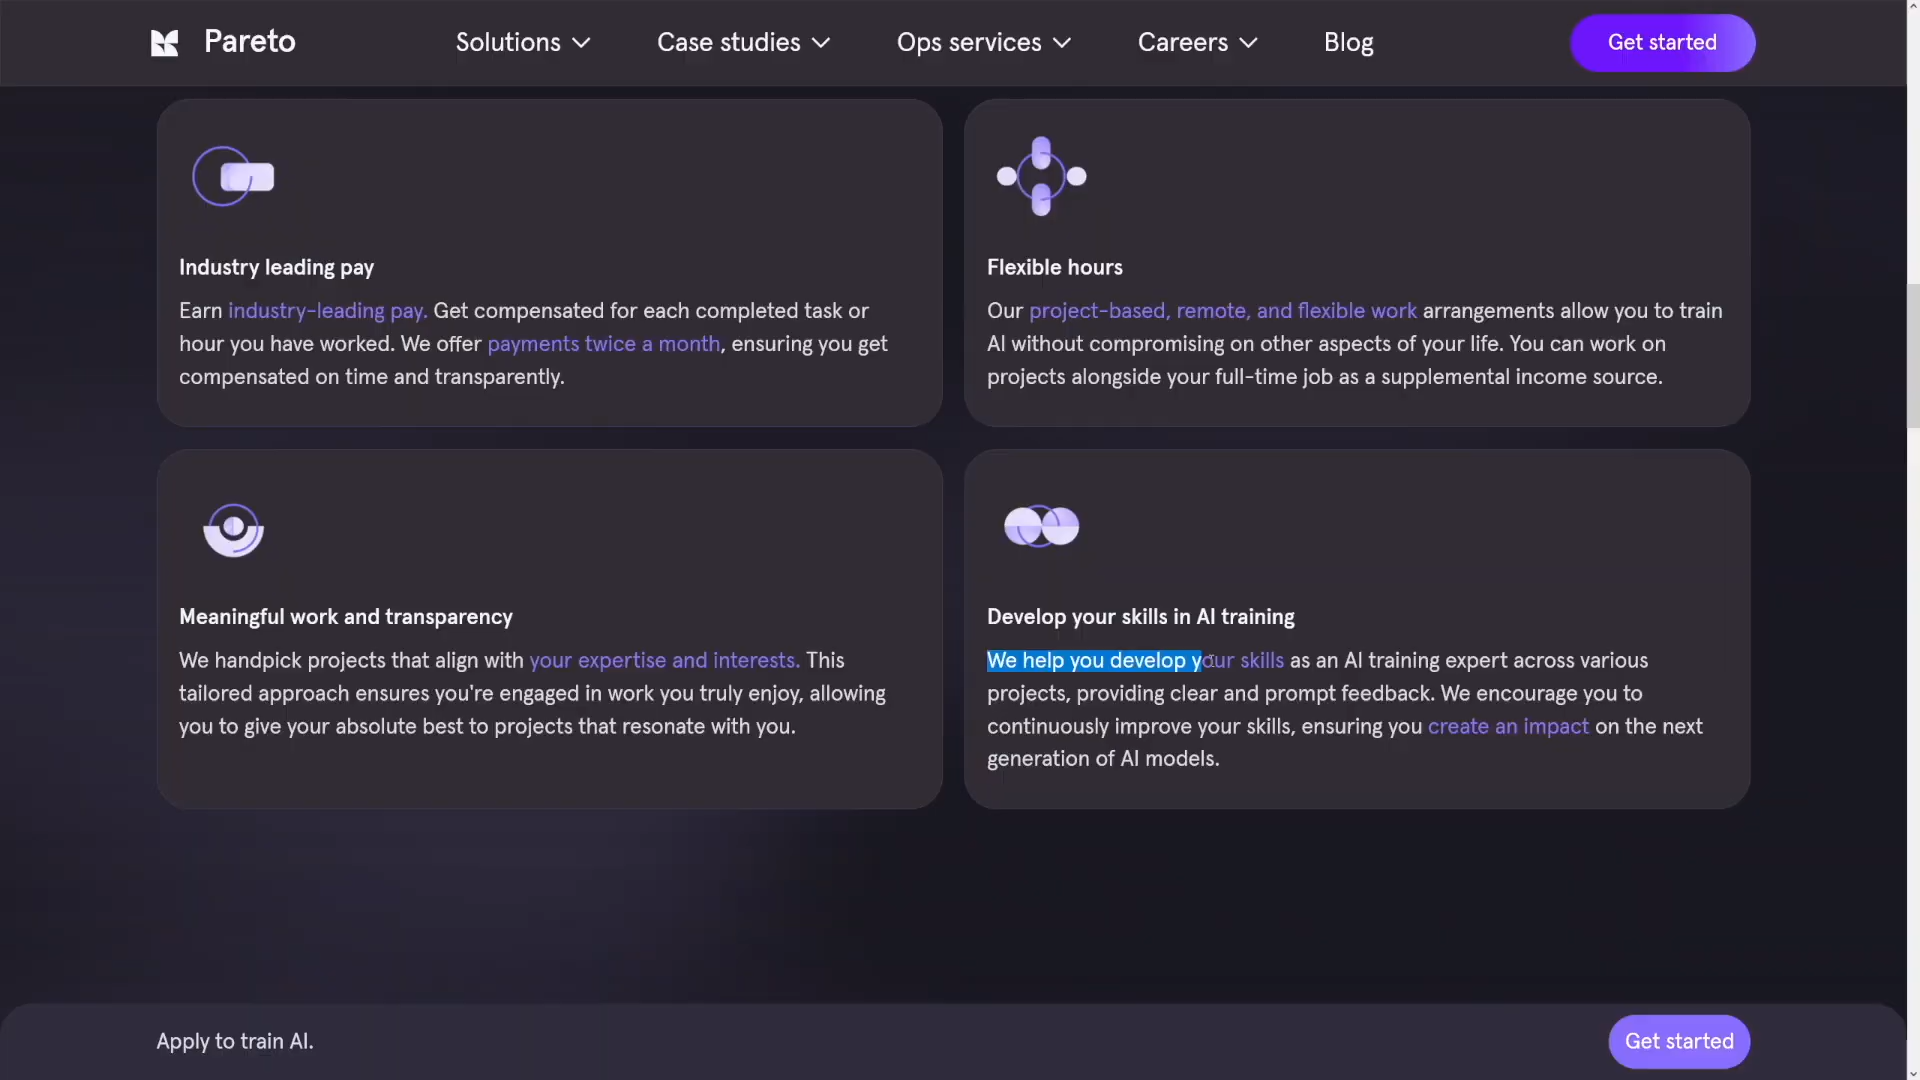 Pareto
Solutions
Case studies
Ops services
Careers
Blog
Get started
Industry leading pay
Earn industry-leading pay. Get compensated for each completed task or
hour you have worked. We offer payments twice a month, ensuring you get
compensated on time and transparently.
Flexible hours
Our project-based, remote, and flexible work arrangements allow you to train
AI without compromising on other aspects of your life. You can work on
projects alongside your full-time job as a supplemental income source.
Meaningful work and transparency
We handpick projects that align with your expertise and interests. This
tailored approach ensures you're engaged in work you truly enjoy, allowing
you to give your absolute best to projects that resonate with you.
Develop your skills in AI training
We help you develop your skills as an AI training expert across various
projects, providing clear and prompt feedback. We encourage you to
continuously improve your skills, ensuring you create an impact on the next
generation of AI models.
Apply to train AI.
Get started